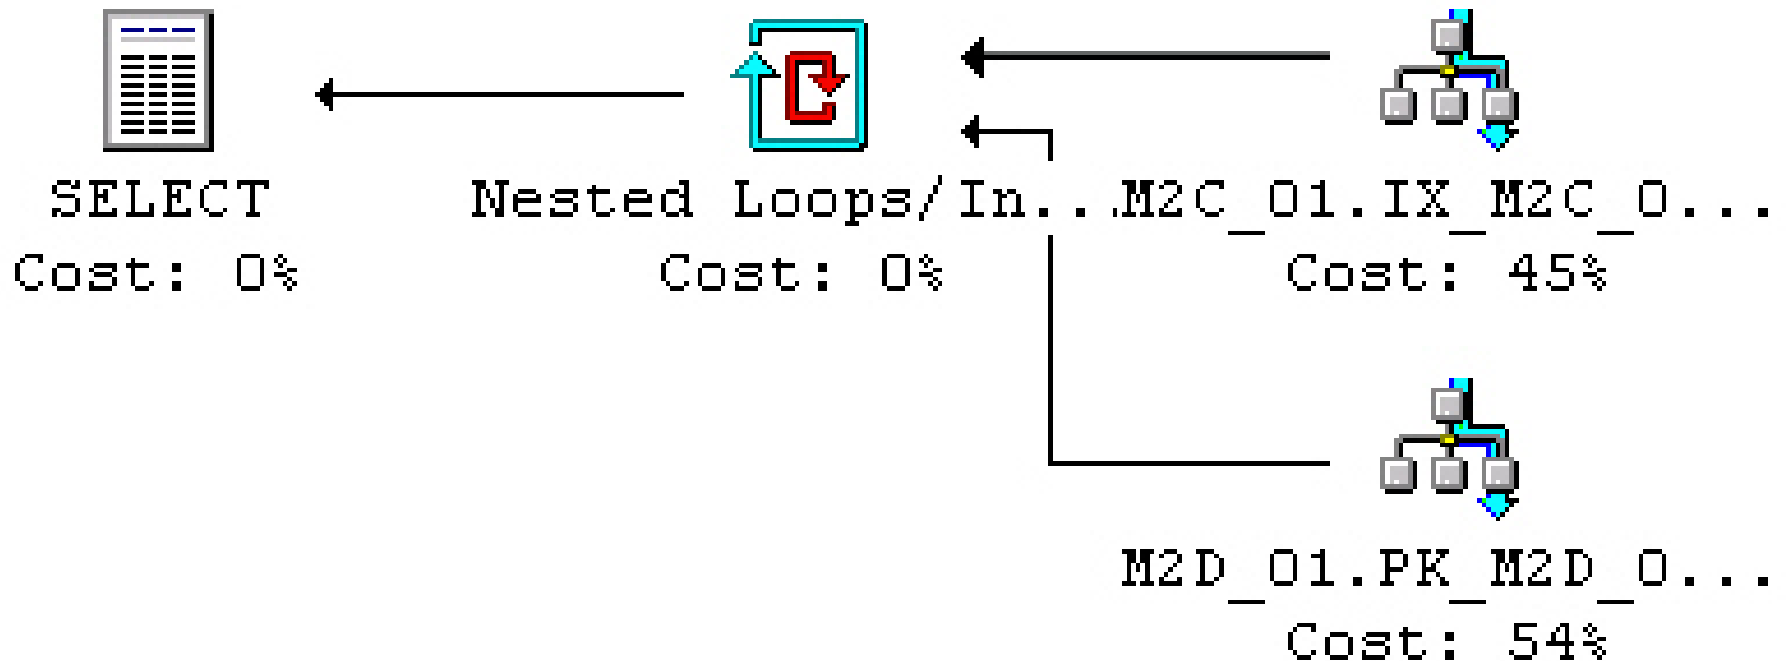 SELECT
Cost: 0%
Nested Loops/In...
Cost: 0%
M2C_01.IX_M2C_0...
Cost: 45%
M2D_01.PK_M2D_0...
Cost: 54%